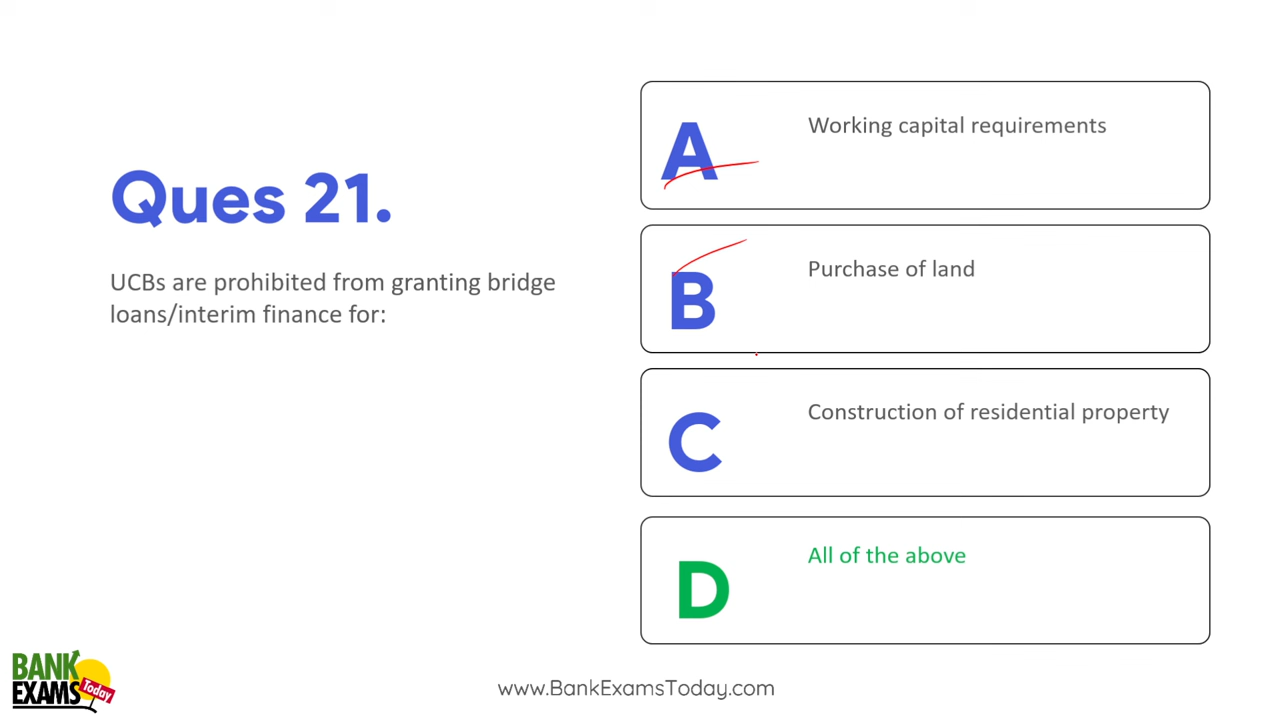 Ques 21.
UCBs are prohibited from granting bridge
loans/interim finance for:
A
Working capital requirements
B
Purchase of land
C
Construction of residential property
D
All of the above
BANK
EXAMS
Today
www.BankExamsToday.com